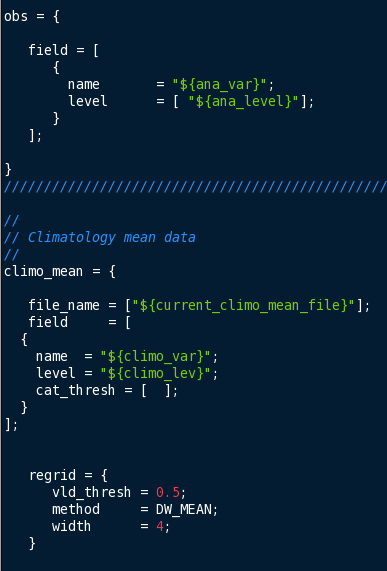 obs = {
field = [
{
name = "${ana_var}";
level = [ "${ana_level}"];
}
];
}
////////////////////////////////////////////////
//
// Climatology mean data
//
climo_mean = {
file_name = ["${current_climo_mean_file}"];
field = [
{
name = "${climo_var}";
level = "${climo_lev}";
cat_thresh = [ ];
}
];
regrid = {
vld_thresh = 0.5;
method = DW_MEAN;
width = 4;
}